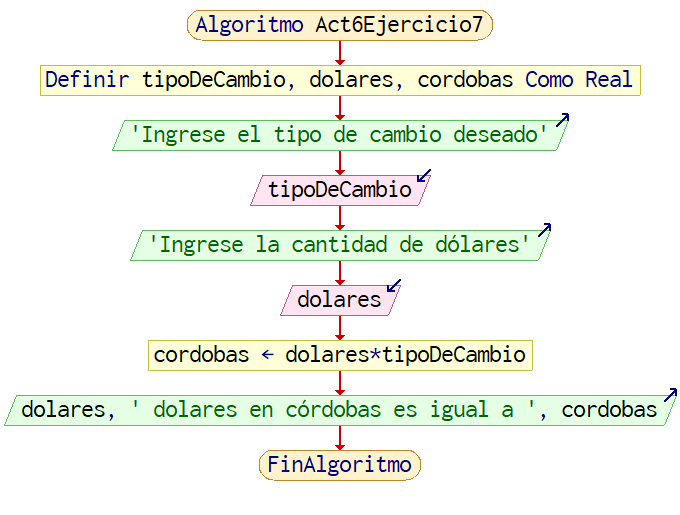 Algoritmo Act6Ejercicio7
Definir tipoDeCambio, dolares, cordobas Como Real
'Ingrese el tipo de cambio deseado'
tipoDeCambio
'Ingrese la cantidad de dólares'
dolares
cordobas ← dolares*tipoDeCambio
dolares, ' dolares en córdobas es igual a ', cordobas
FinAlgoritmo